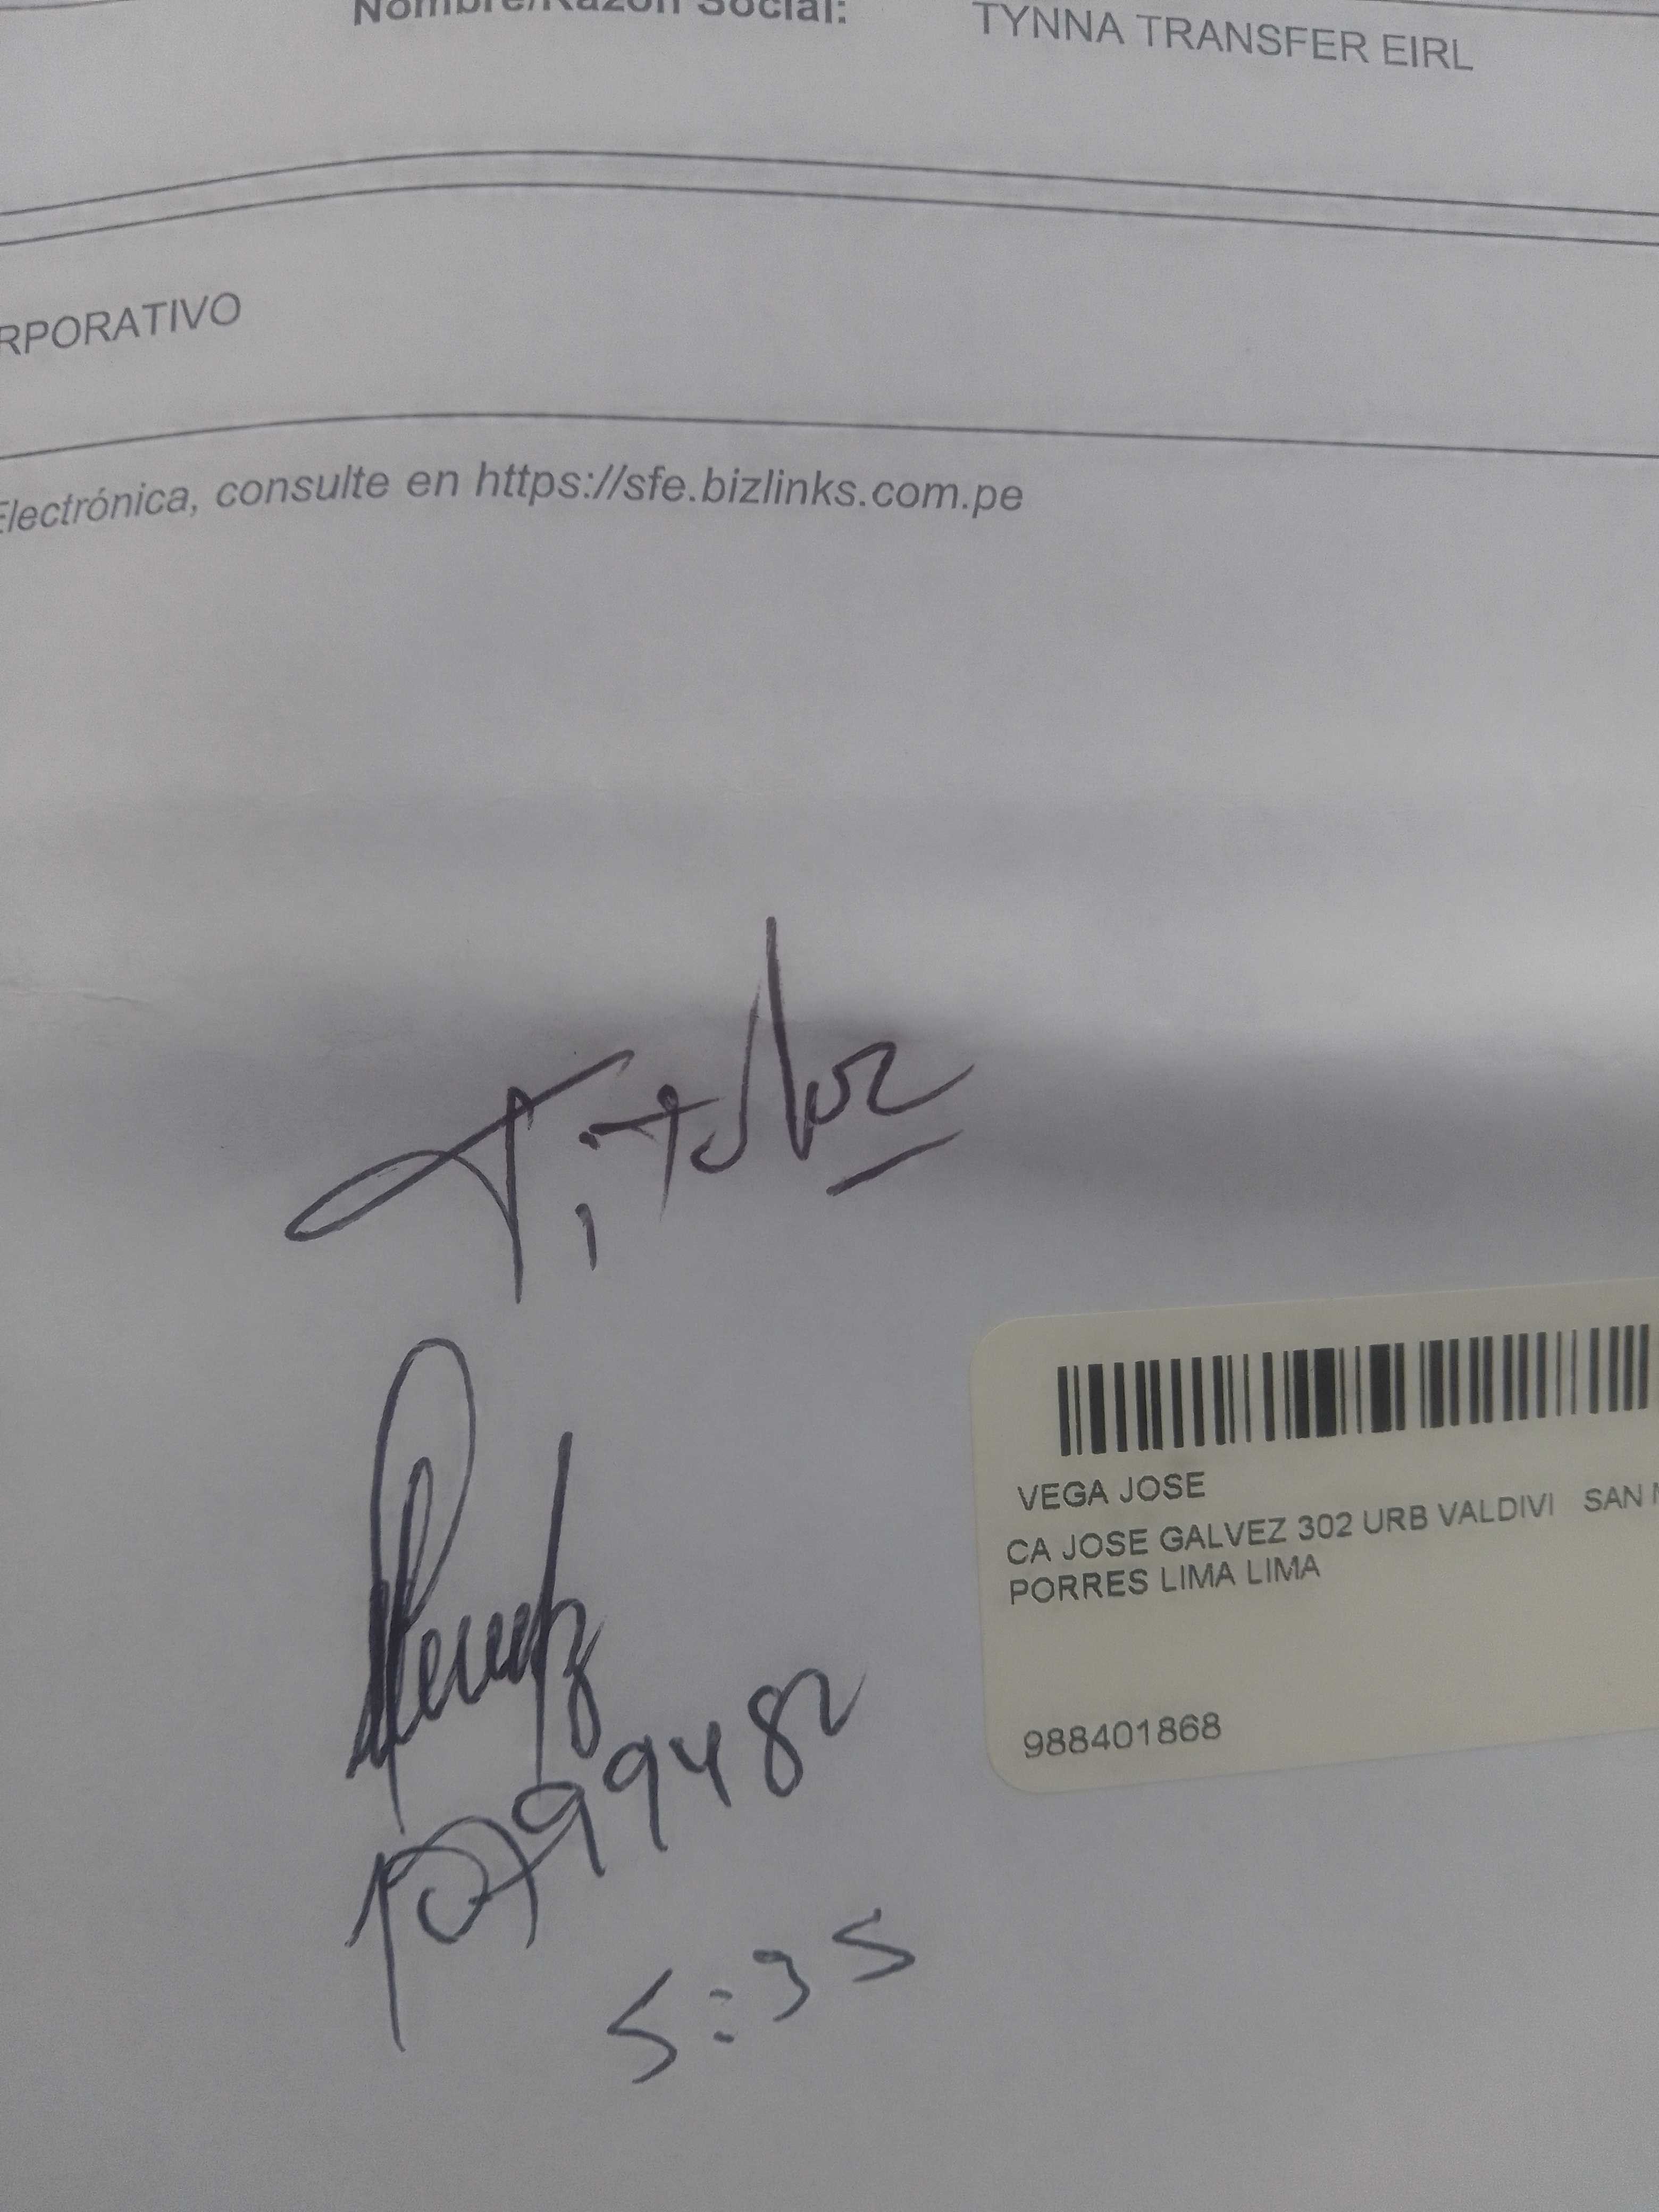 Nombre/Razón Social: TYNNA TRANSFER EIRL
RPORATIVO
Electrónica, consulte en https://sfe.bizlinks.com.pe
Titular
VEGA JOSE
CA JOSE GALVEZ 302 URB VALDIVI SAN
PORRES LIMA LIMA
988401868
5:35